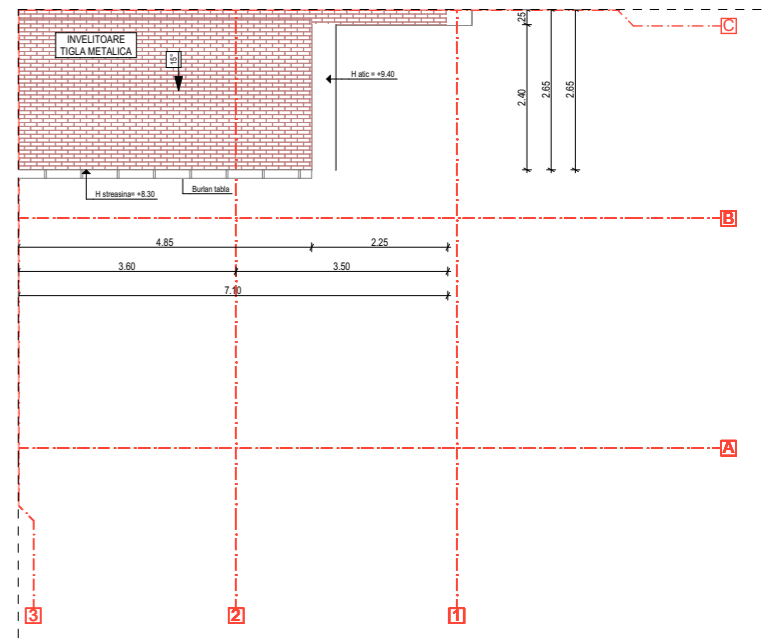 INVELITOARE
TIGLA METALICA
15°
H atic = +9.40
.25
2.40
2.65
2.65
C
H streasina= +8.30
Burlan tabla
B
4.85
2.25
3.60
3.50
7.10
A
3
2
1